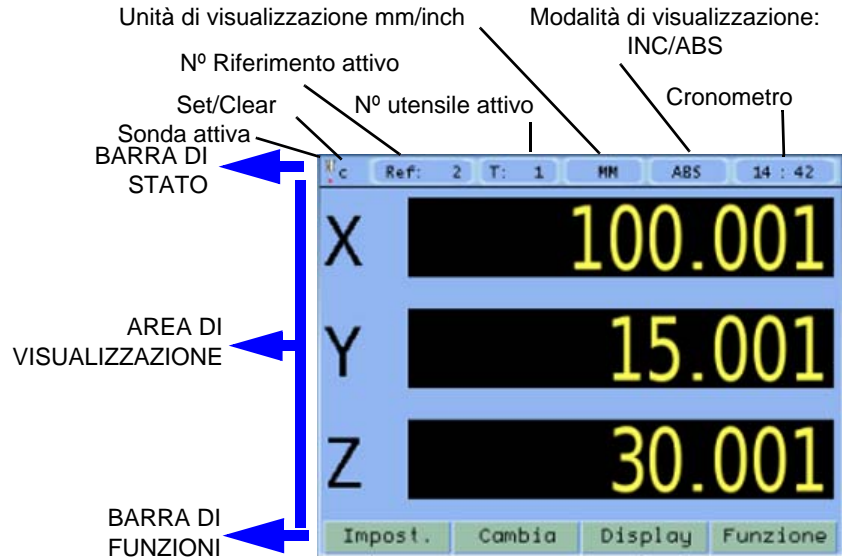 Unità di visualizzazione mm/inch
Modalità di visualizzazione:
INC/ABS
Nº Riferimento attivo
Set/Clear
Nº utensile attivo
Cronometro
Sonda attiva
BARRA DI
STATO
c
Ref: 2
T: 1
MM
ABS
14 : 42
X 100.001
AREA DI
VISUALIZZAZIONE
Y 15.001
Z 30.001
BARRA DI
FUNZIONI
Impost. Cambia Display Funzione